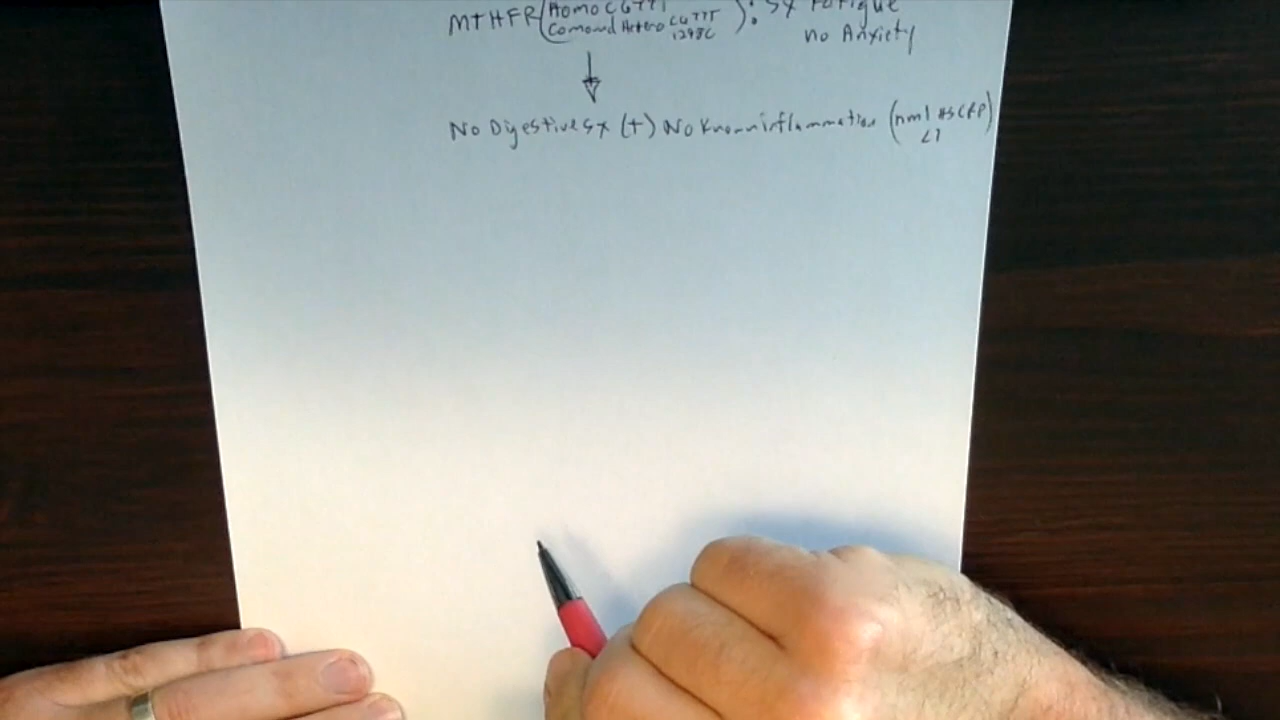 MTHFR (Homo C677T ) : Sx Fatigue
Comound Hetero C677T
1298C
no Anxiety
No Digestive Sx (+) No Known inflammation (nml HSCRP)
<1